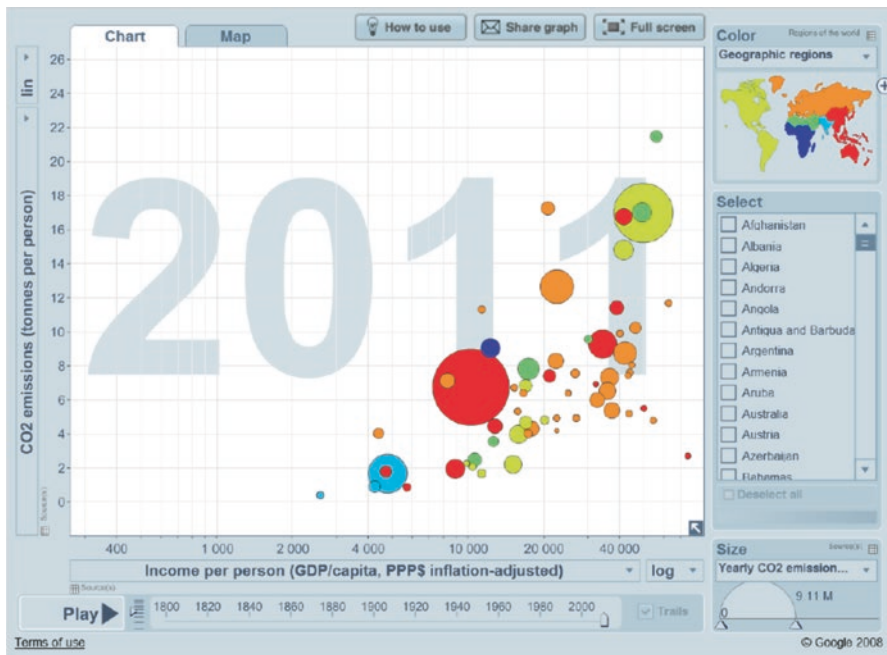 Chart
Map
How to use
Share graph
Full screen
Color
Regions of the world
Geographic regions
lin
CO2 emissions (tonnes per person)
26
24
22
20
18
16
14
12
10
8
6
4
2
0
2011
400
1 000
2 000
4 000
10 000
20 000
40 000
Income per person (GDP/capita, PPP$ inflation-adjusted)
log
Select
Afghanistan
Albania
Algeria
Andorra
Angola
Antigua and Barbuda
Argentina
Armenia
Aruba
Australia
Austria
Azerbaijan
Bahamas
Deselect all
Size
Yearly CO2 emission...
9.11 M
0
Play
1800 1820 1840 1860 1880 1900 1920 1940 1960 1980 2000
Trails
Terms of use
© Google 2008